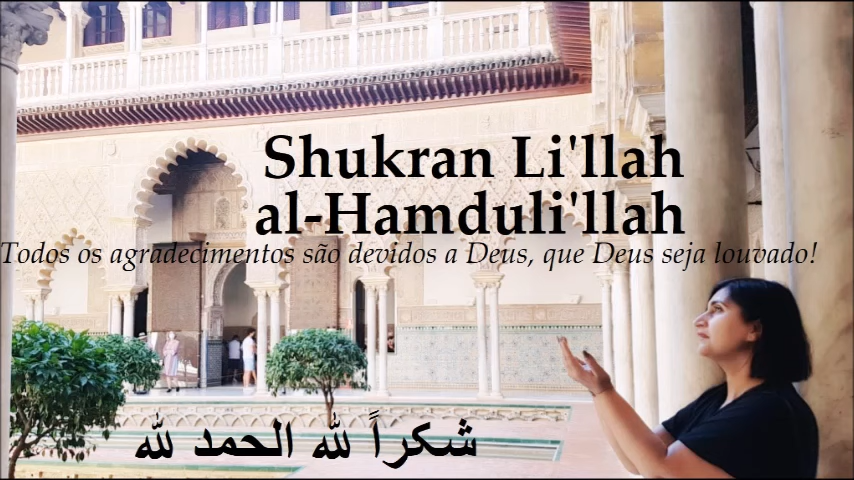 Shukran Li'llah
al-Hamduli'llah
Todos os agradecimentos são devidos a Deus, que Deus seja louvado!
شكراً لله الحمد لله